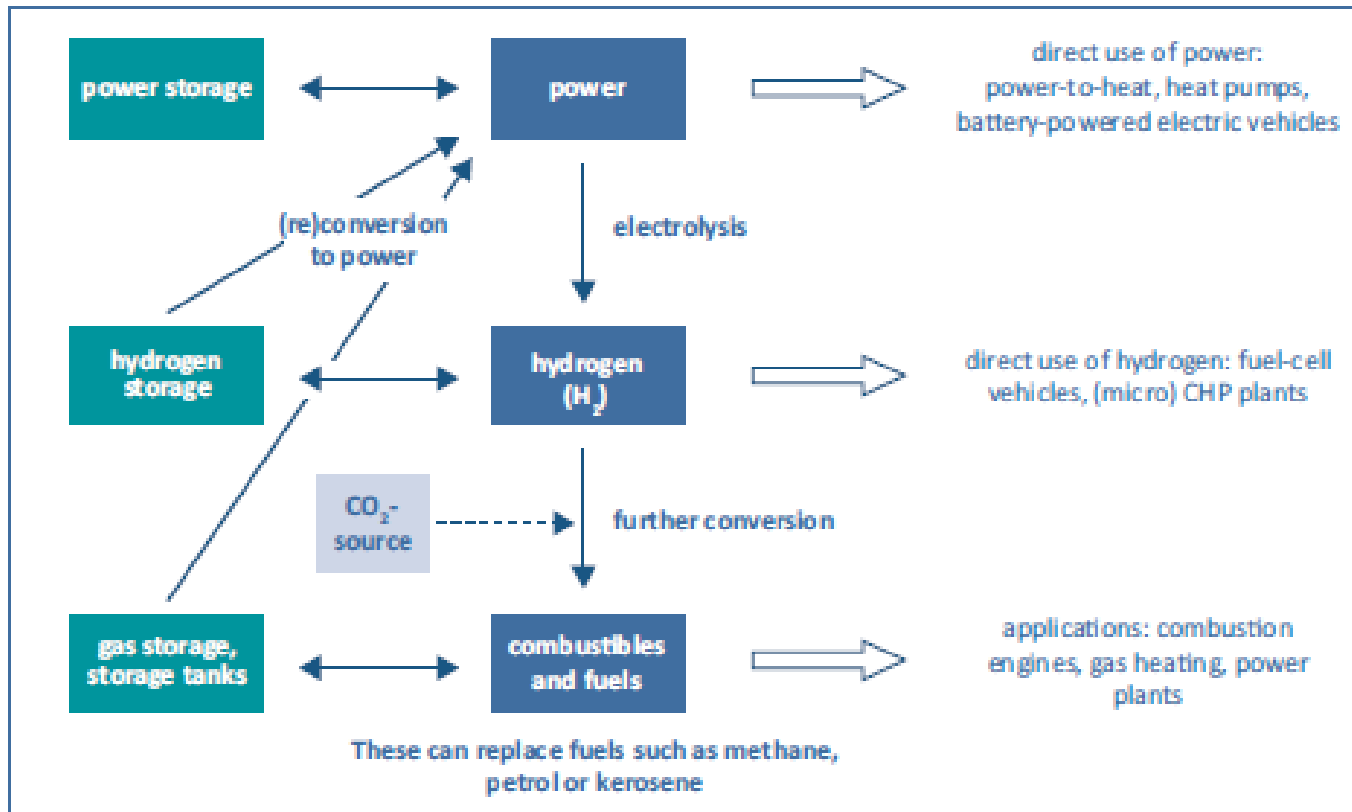 power storage
power
direct use of power:
power-to-heat, heat pumps,
battery-powered electric vehicles
(re)conversion
to power
electrolysis
hydrogen
storage
hydrogen
(H₂)
direct use of hydrogen: fuel-cell
vehicles, (micro) CHP plants
CO₂-
source
further conversion
gas storage,
storage tanks
combustibles
and fuels
applications: combustion
engines, gas heating, power
plants
These can replace fuels such as methane,
petrol or kerosene